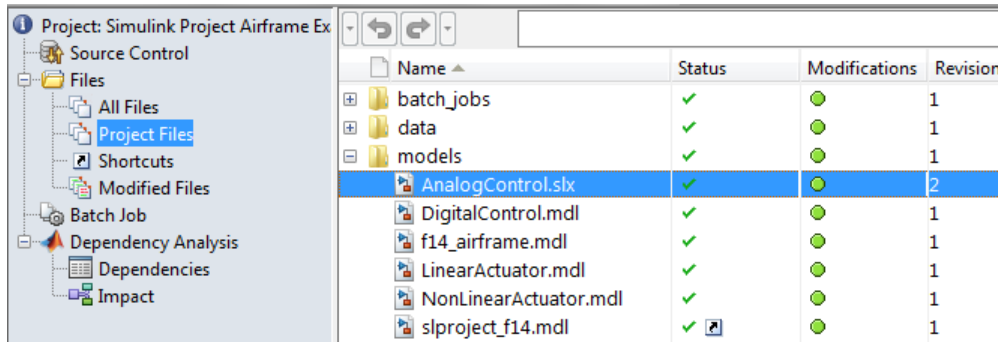 Project: Simulink Project Airframe Ex
Source Control
Files
All Files
Project Files
Shortcuts
Modified Files
Batch Job
Dependency Analysis
Dependencies
Impact
Name Status Modifications Revision
batch_jobs 1
data 1
models 1
AnalogControl.slx 2
DigitalControl.mdl 1
f14_airframe.mdl 1
LinearActuator.mdl 1
NonLinearActuator.mdl 1
slproject_f14.mdl 1